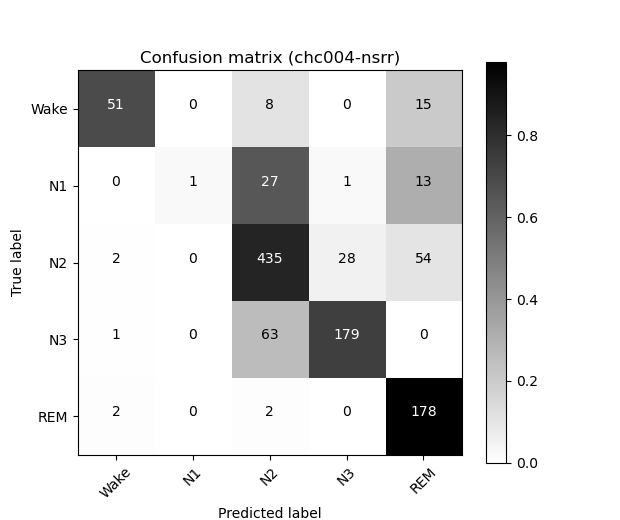 Confusion matrix (chc004-nsrr)
Wake 51 0 8 0 15
N1 0 1 27 1 13
N2 2 0 435 28 54
N3 1 0 63 179 0
REM 2 0 2 0 178
Wake N1 N2 N3 REM
Predicted label
True label
0.8
0.6
0.4
0.2
0.0